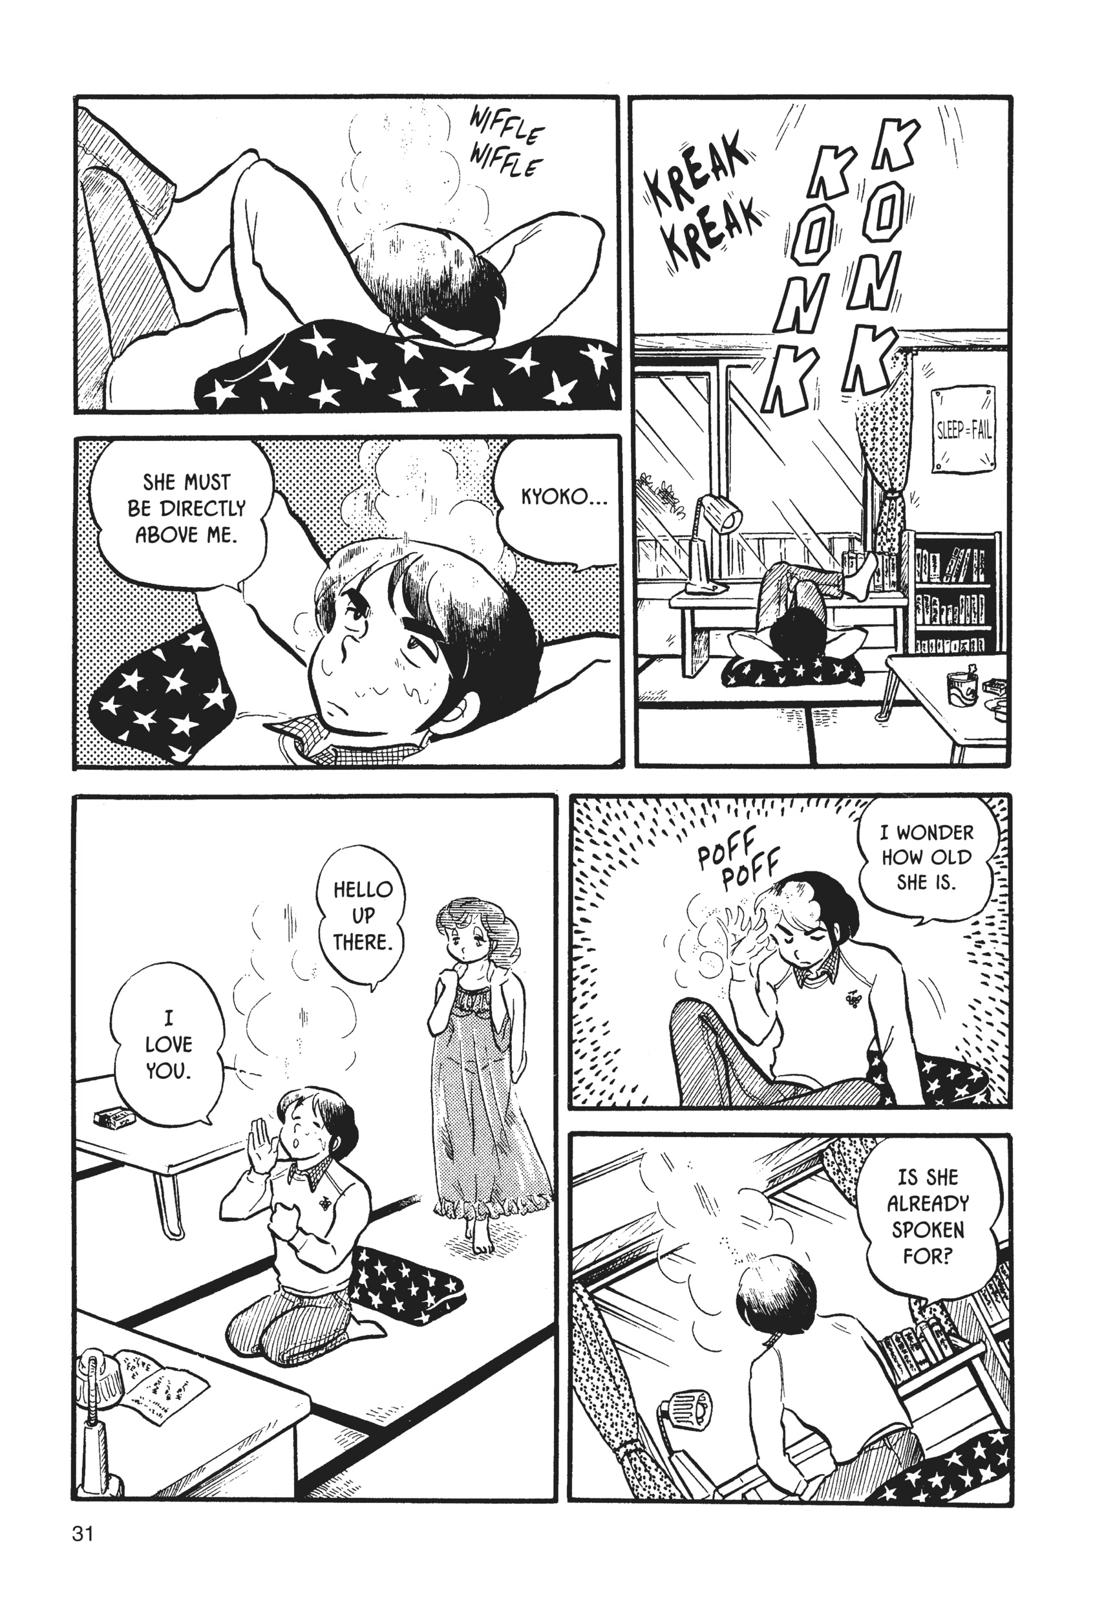 KONK
KONK
KREAK
KREAK
SLEEP=FAIL
WIFFLE
WIFFLE
KYOKO...
SHE MUST
BE DIRECTLY
ABOVE ME.
I WONDER
HOW OLD
SHE IS.
POFF
POFF
IS SHE
ALREADY
SPOKEN
FOR?
HELLO
UP
THERE.
I
LOVE
YOU.
31